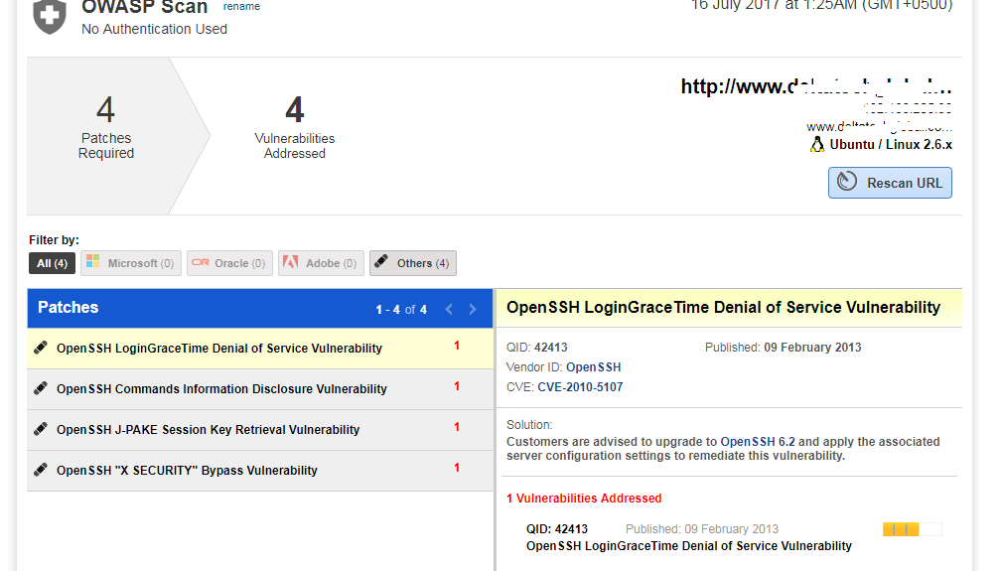 OWASP Scan rename
16 July 2017 at 1:25AM (GMT+0500)
No Authentication Used
4
Patches
Required
4
Vulnerabilities
Addressed
Ubuntu / Linux 2.6.x
Rescan URL
Filter by:
All (4) Microsoft (0) Oracle (0) Adobe (0) Others (4)
Patches 1 - 4 of 4
OpenSSH LoginGraceTime Denial of Service Vulnerability 1
OpenSSH Commands Information Disclosure Vulnerability 1
OpenSSH J-PAKE Session Key Retrieval Vulnerability 1
OpenSSH "X SECURITY" Bypass Vulnerability 1
OpenSSH LoginGraceTime Denial of Service Vulnerability
QID: 42413 Published: 09 February 2013
Vendor ID: OpenSSH
CVE: CVE-2010-5107
Solution:
Customers are advised to upgrade to OpenSSH 6.2 and apply the associated
server configuration settings to remediate this vulnerability.
1 Vulnerabilities Addressed
QID: 42413 Published: 09 February 2013
OpenSSH LoginGraceTime Denial of Service Vulnerability